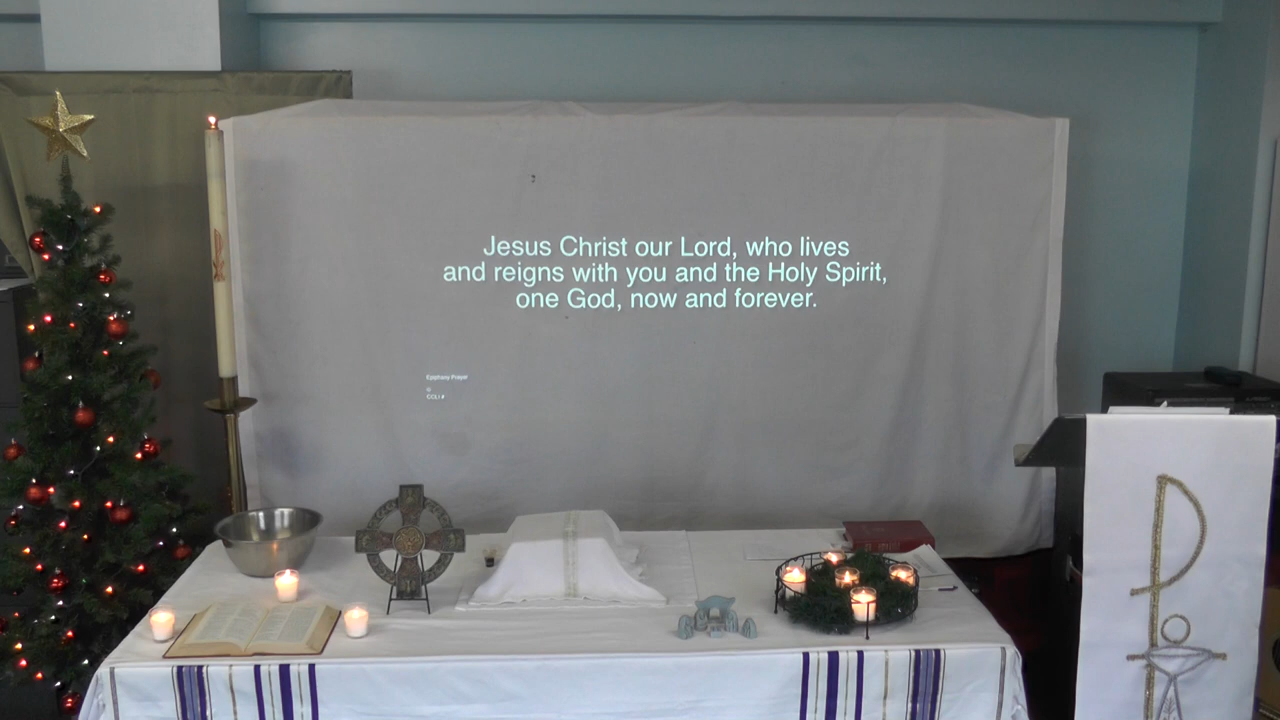 Jesus Christ our Lord, who lives
and reigns with you and the Holy Spirit,
one God, now and forever.
Epiphany Prayer
©
CCLI #